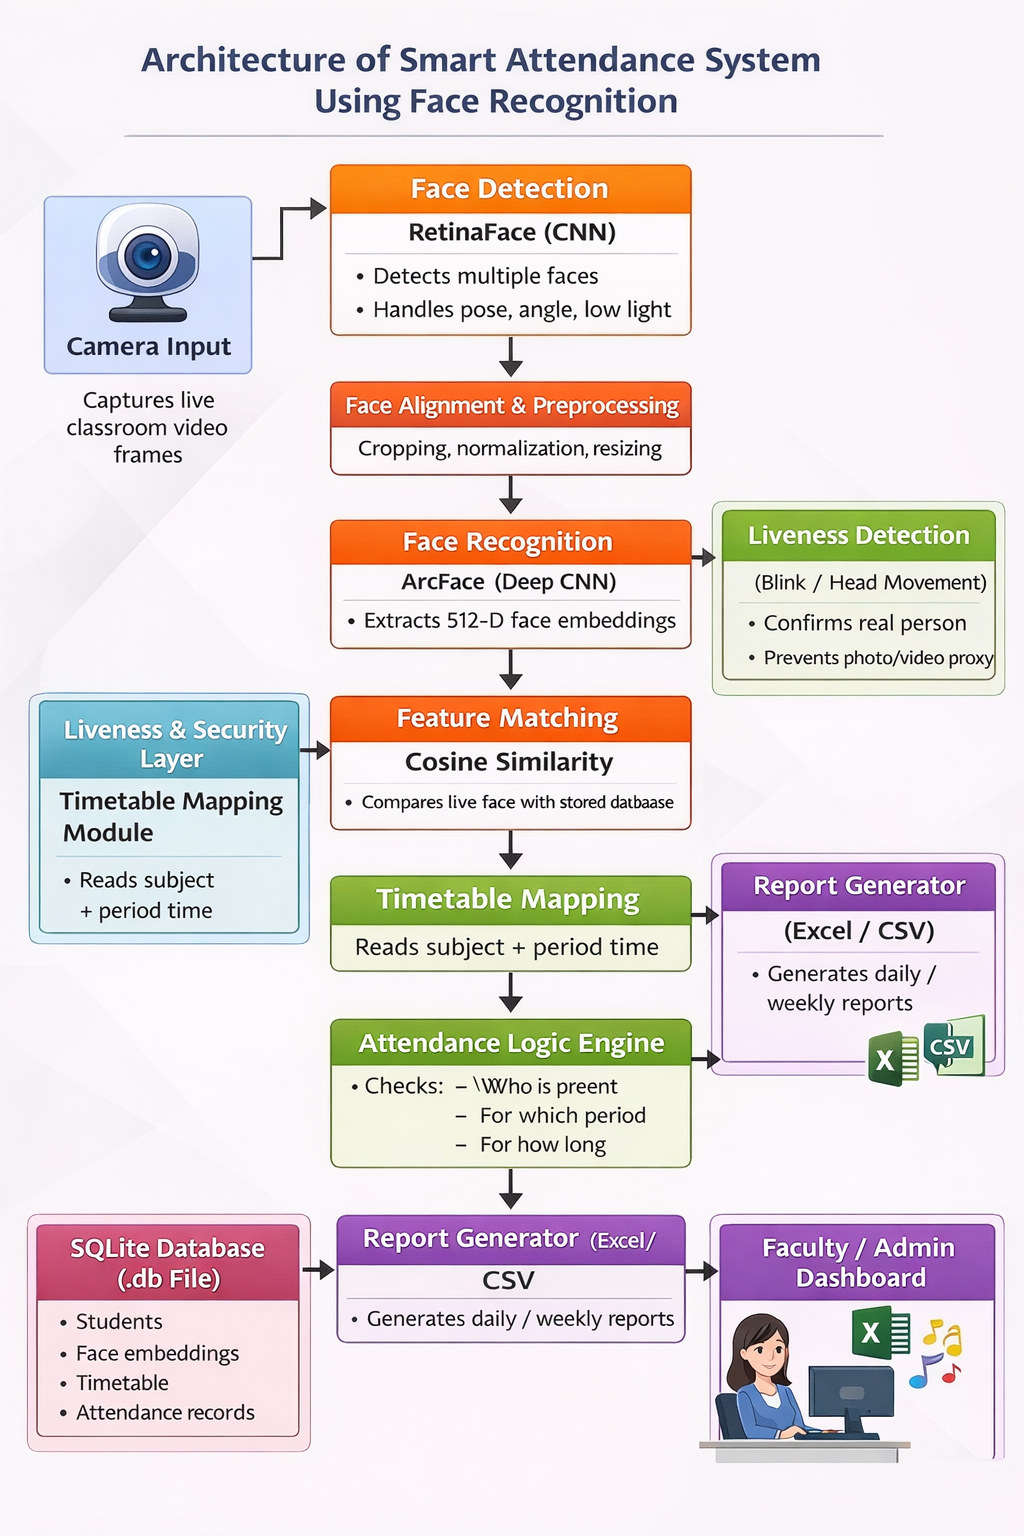 Architecture of Smart Attendance System
Using Face Recognition
Camera Input
Captures live
classroom video
frames
Face Detection
RetinaFace (CNN)
• Detects multiple faces
• Handles pose, angle, low light
Face Alignment & Preprocessing
Cropping, normalization, resizing
Face Recognition
ArcFace (Deep CNN)
• Extracts 512-D face embeddings
Liveness Detection
(Blink / Head Movement)
• Confirms real person
• Prevents photo/video proxy
Liveness & Security
Layer
Timetable Mapping
Module
• Reads subject
+ period time
Feature Matching
Cosine Similarity
• Compares live face with stored datbaase
Timetable Mapping
Reads subject + period time
Report Generator
(Excel / CSV)
• Generates daily /
weekly reports
X
CSV
Attendance Logic Engine
• Checks: – \Who is preent
– For which period
– For how long
SQLite Database
(.db File)
• Students
• Face embeddings
• Timetable
• Attendance records
Report Generator (Excel/
CSV
• Generates daily / weekly reports
Faculty / Admin
Dashboard
X